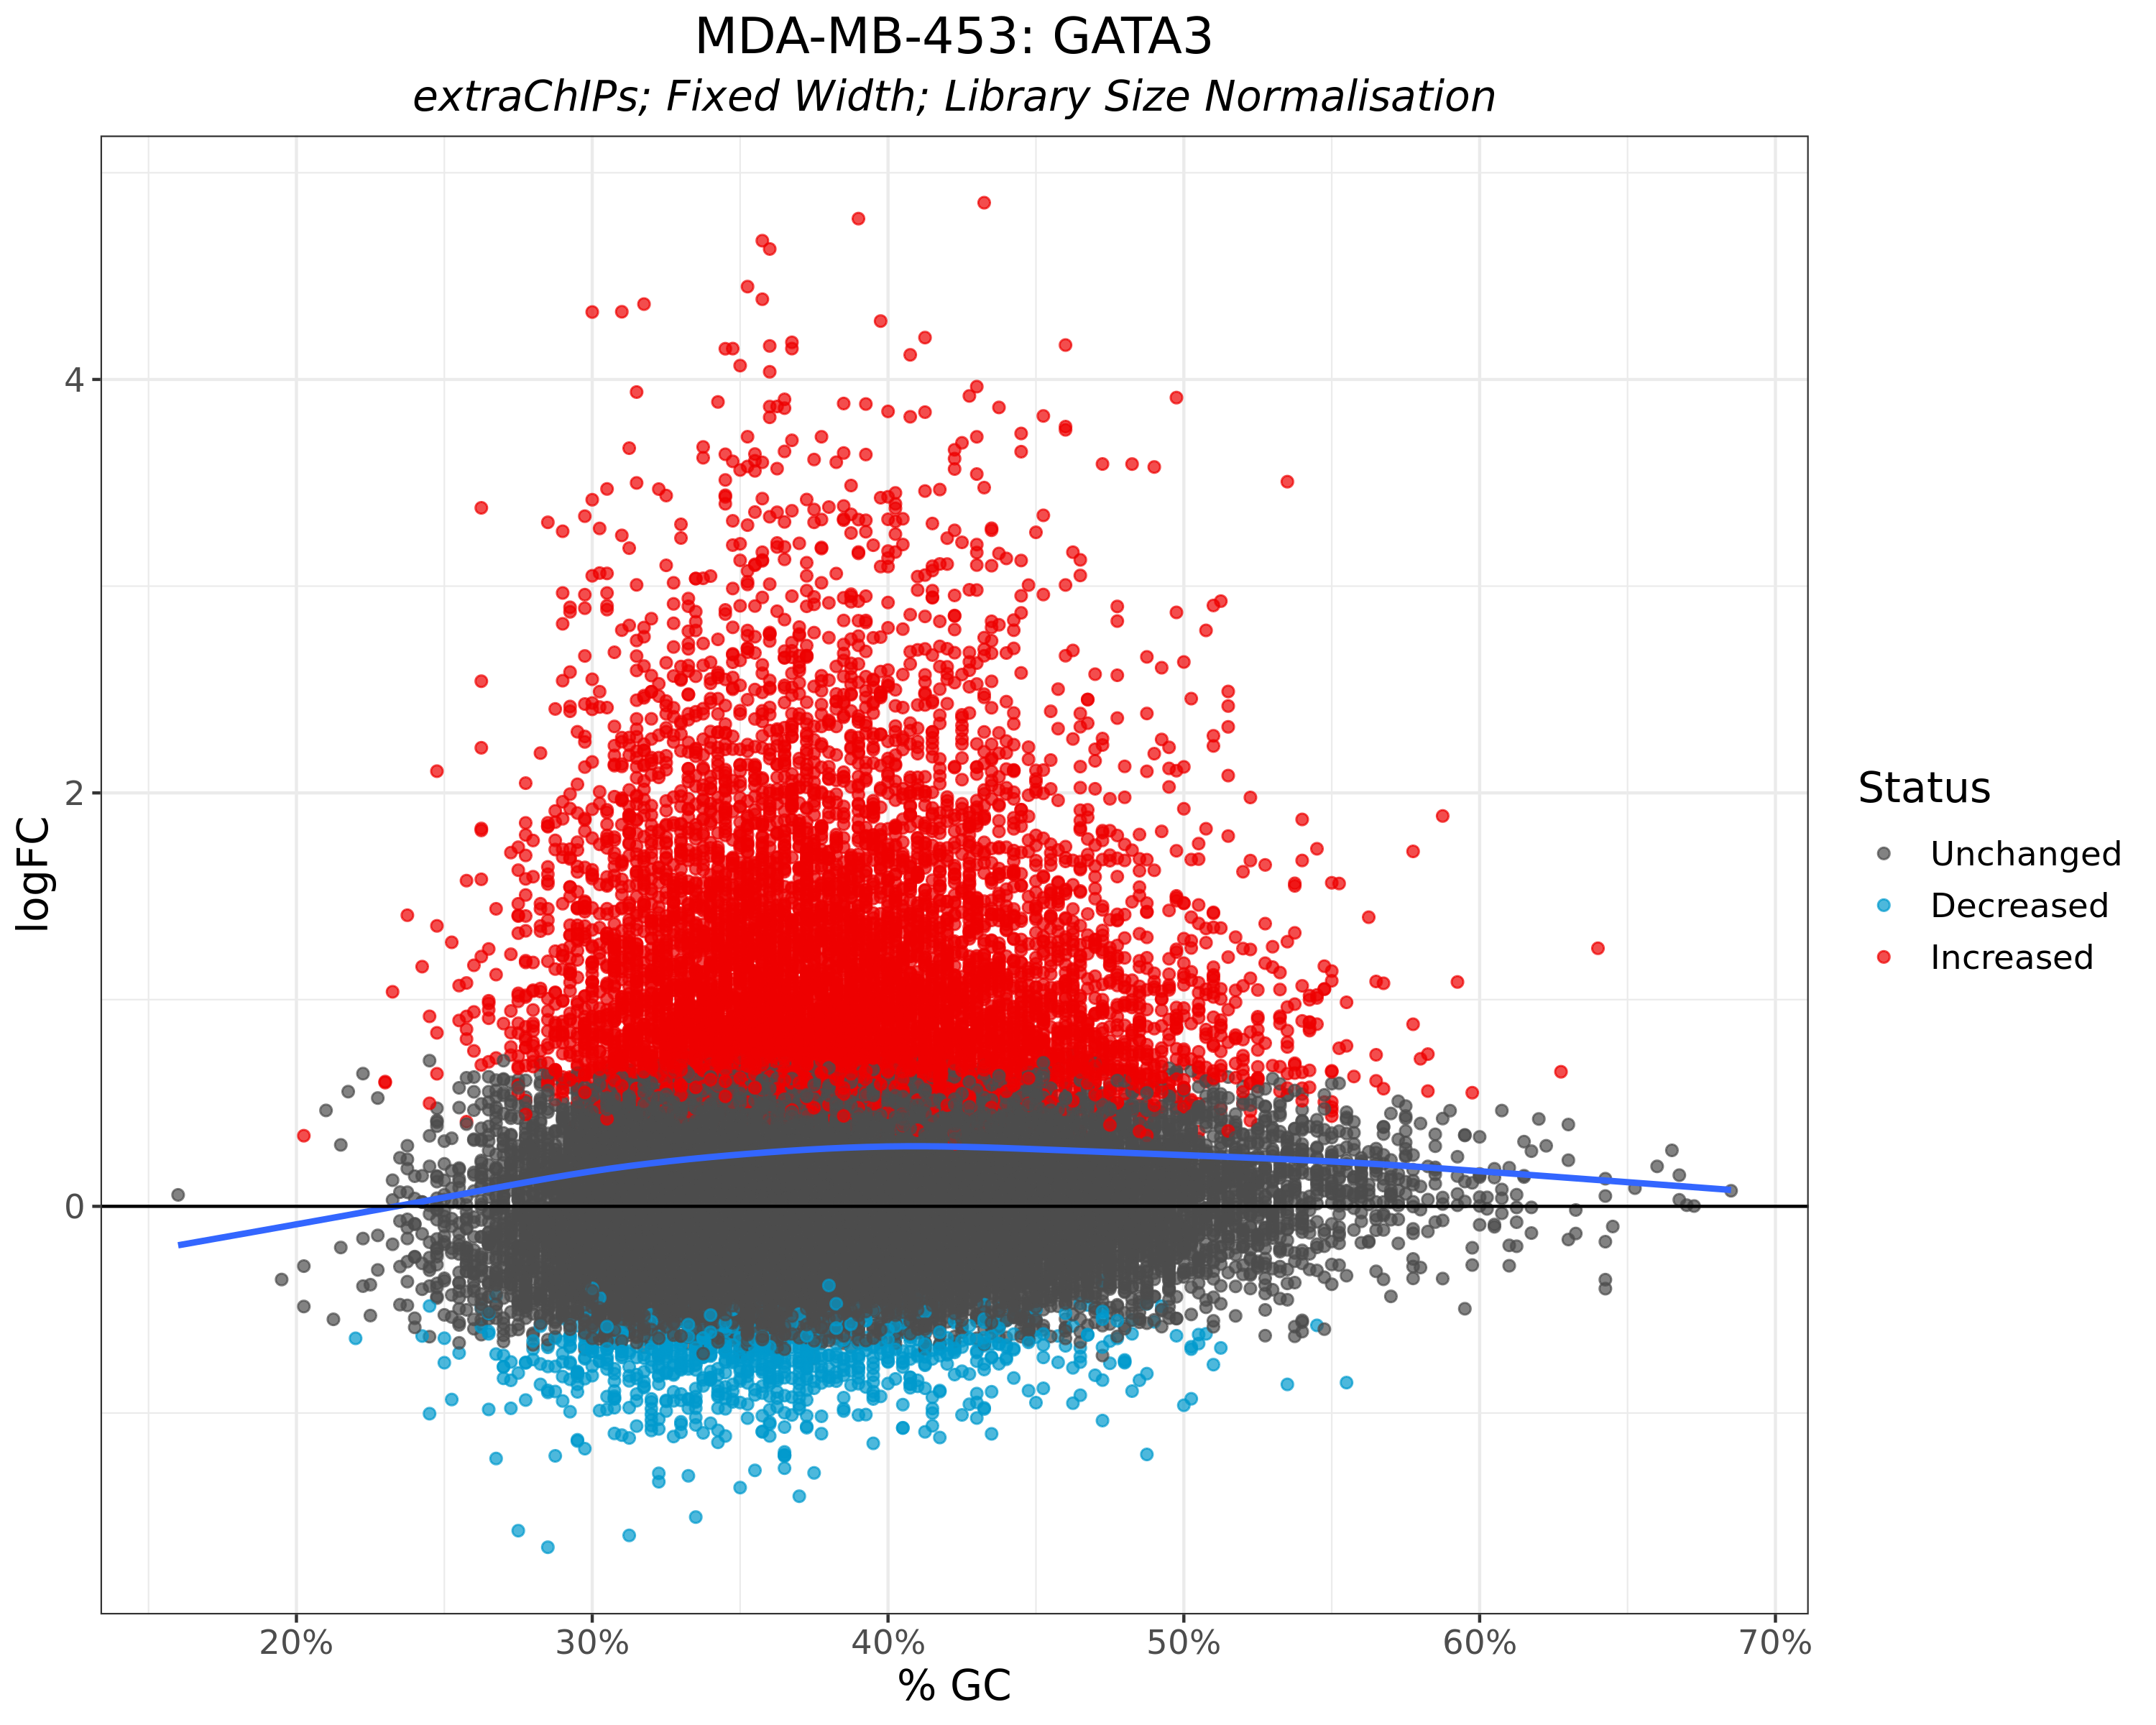 MDA-MB-453: GATA3
extraChIPs; Fixed Width; Library Size Normalisation
logFC
4
2
0
20% 30% 40% 50% 60% 70%
% GC
Status
Unchanged
Decreased
Increased